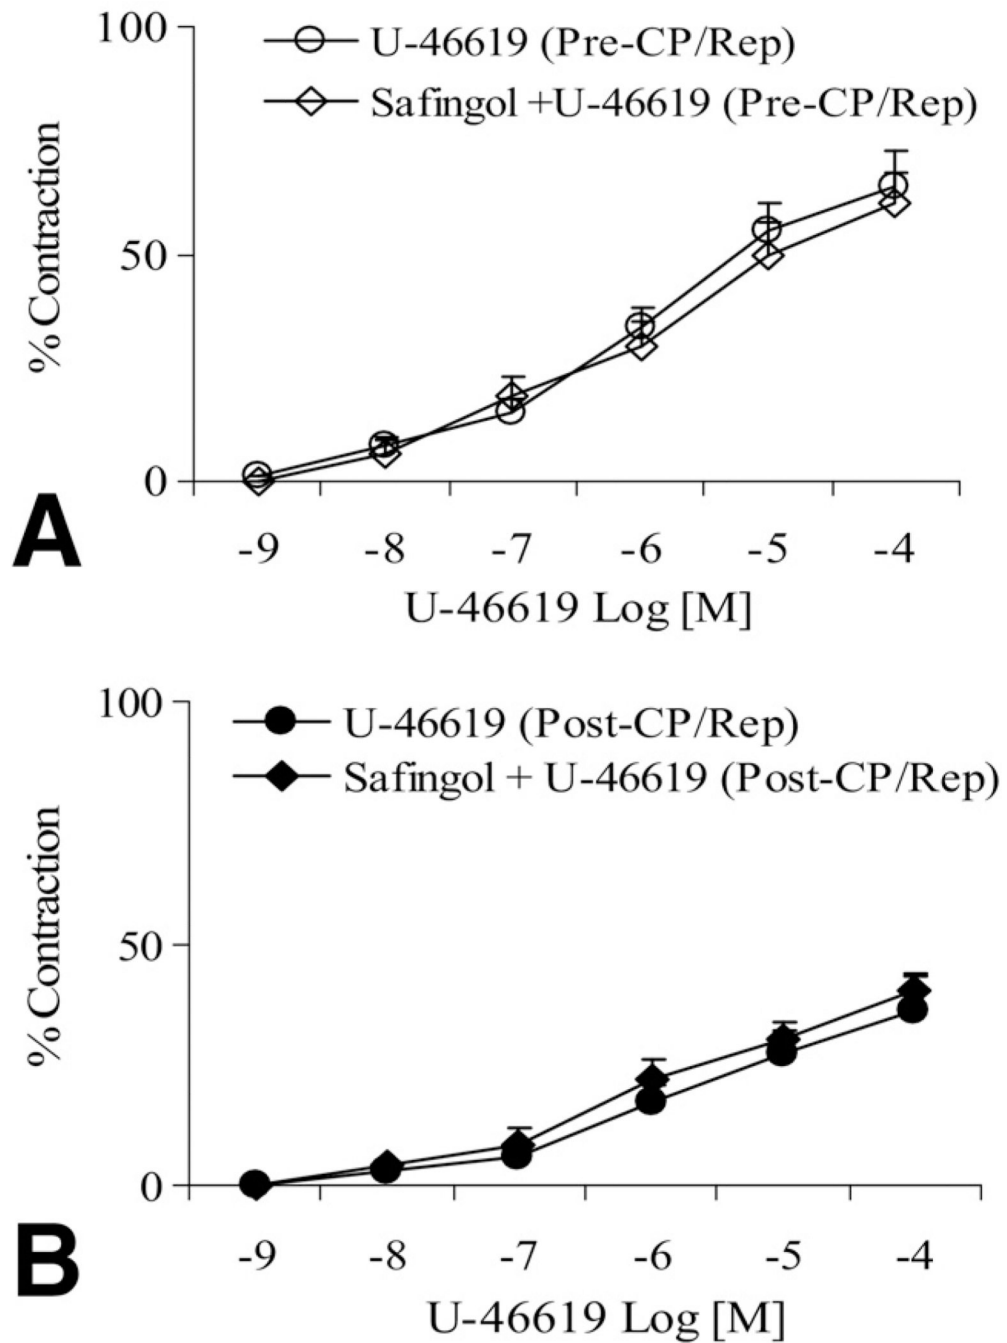 100
U-46619 (Pre-CP/Rep)
Safingol +U-46619 (Pre-CP/Rep)
% Contraction
50
0
A
-9 -8 -7 -6 -5 -4
U-46619 Log [M]
100
U-46619 (Post-CP/Rep)
Safingol + U-46619 (Post-CP/Rep)
% Contraction
50
0
B
-9 -8 -7 -6 -5 -4
U-46619 Log [M]